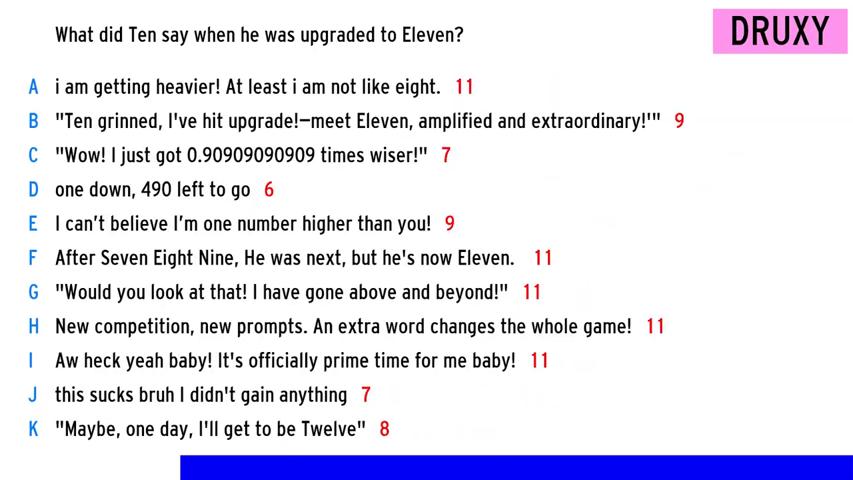 What did Ten say when he was upgraded to Eleven?
DRUXY
A i am getting heavier! At least i am not like eight. 11
B "Ten grinned, I've hit upgrade!—meet Eleven, amplified and extraordinary!'" 9
C "Wow! I just got 0.90909090909 times wiser!" 7
D one down, 490 left to go 6
E I can't believe I'm one number higher than you! 9
F After Seven Eight Nine, He was next, but he's now Eleven. 11
G "Would you look at that! I have gone above and beyond!" 11
H New competition, new prompts. An extra word changes the whole game! 11
I Aw heck yeah baby! It's officially prime time for me baby! 11
J this sucks bruh I didn't gain anything 7
K "Maybe, one day, I'll get to be Twelve" 8